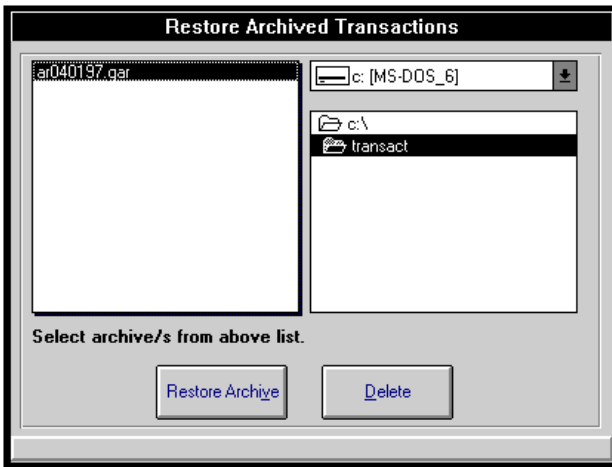 Restore Archived Transactions
ar040197.gar
c: [MS-DOS_6]
c:\
transact
Select archive/s from above list.
Restore Archive
Delete